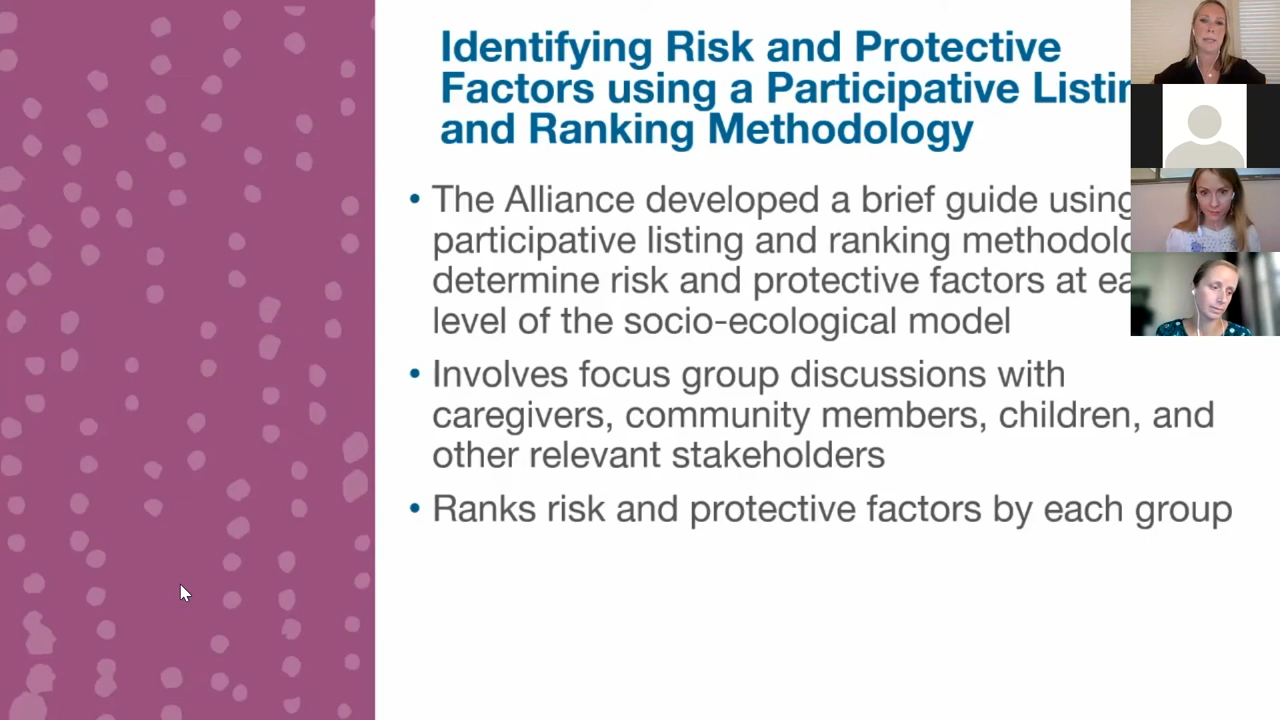 Identifying Risk and Protective
Factors using a Participative
and Ranking Methodology
• The Alliance developed a brief guide using
participative listing and ranking
determine risk and protective factors at
level of the socio-ecological model
• Involves focus group discussions with
caregivers, community members, children, and
other relevant stakeholders
• Ranks risk and protective factors by each group